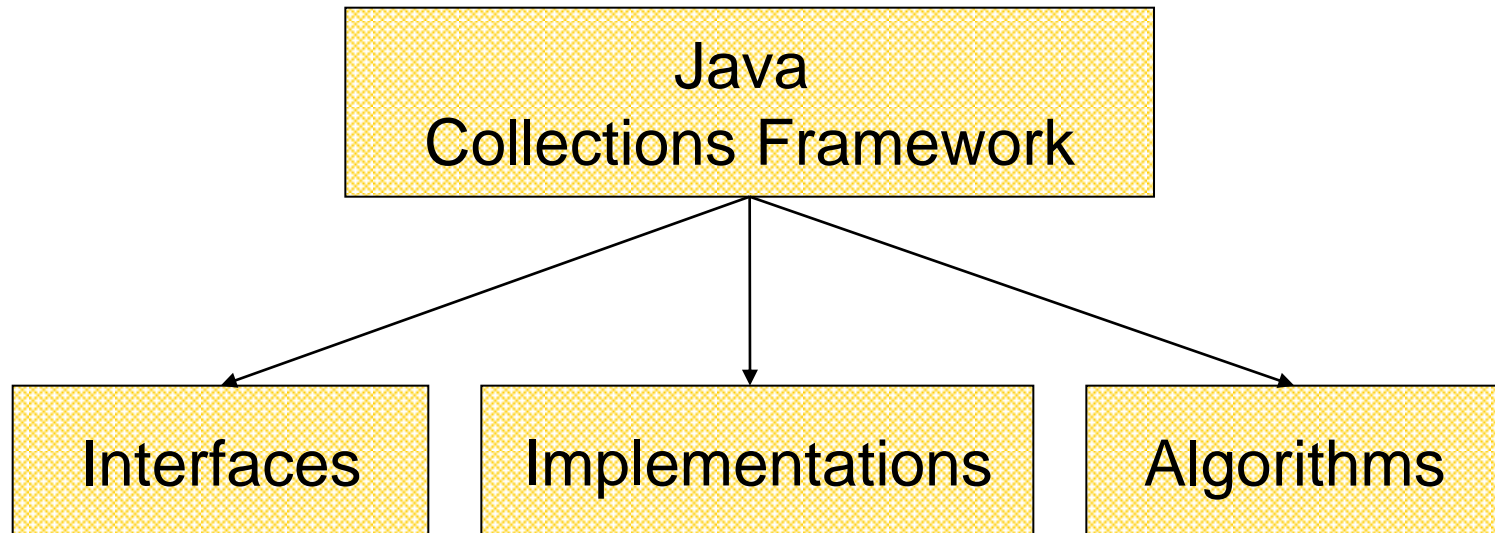 Java
Collections Framework
Interfaces
Implementations
Algorithms